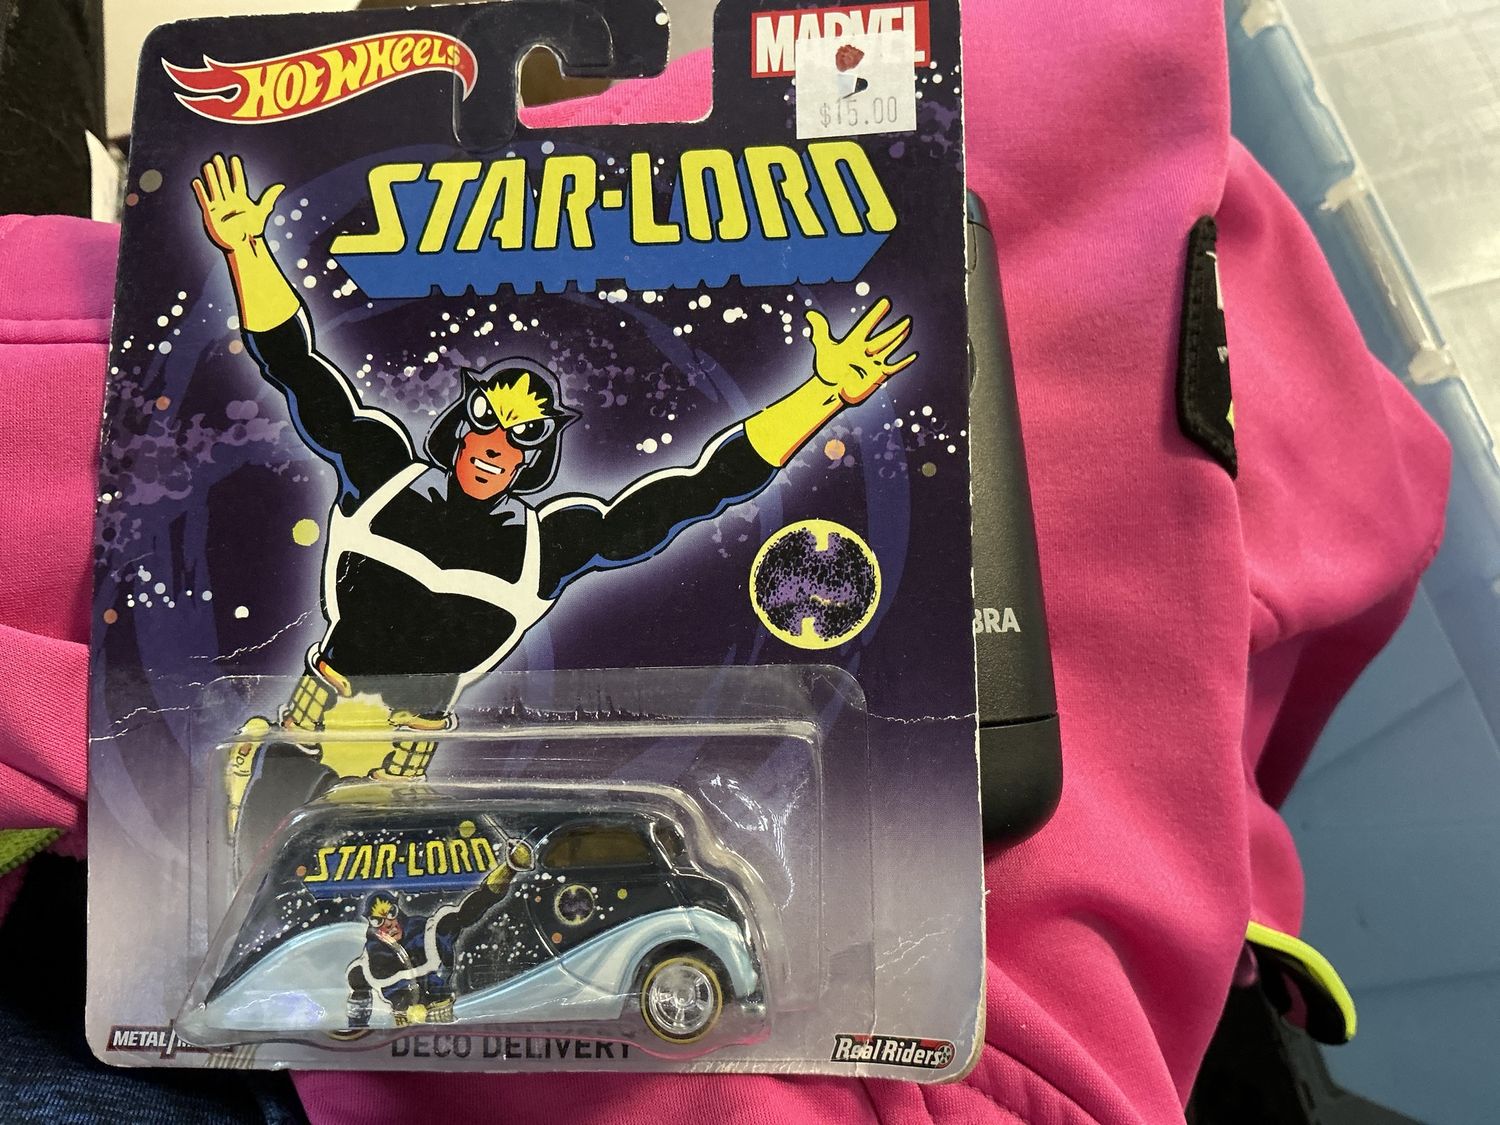 HOT WHEELS
MARVEL
$15.00
STAR-LORD
BRA
STAR-LORD
METAL/
DECO DELIVERY
Real Riders